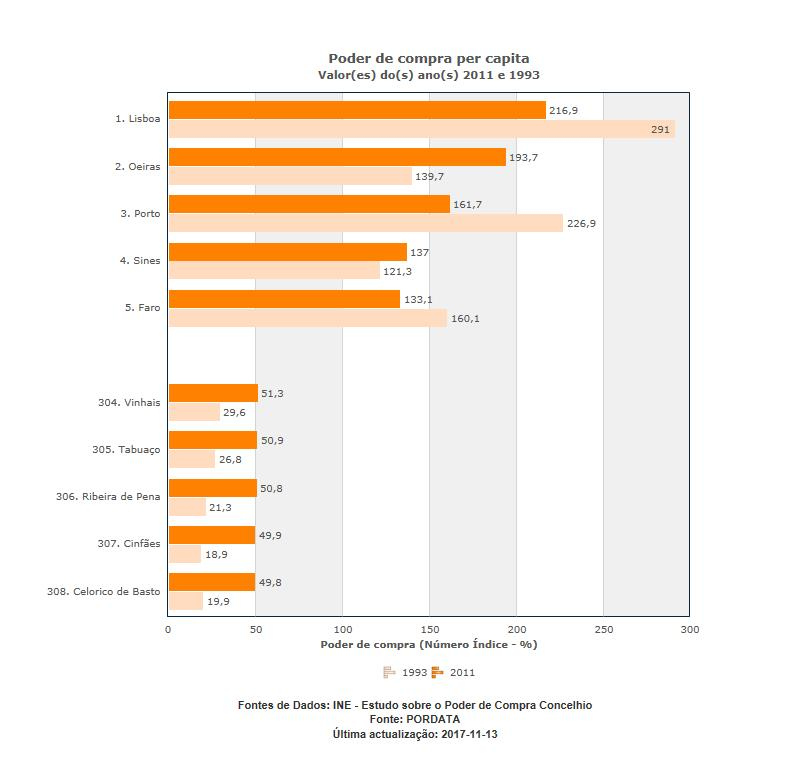 Poder de compra per capita
Valor(es) do(s) ano(s) 2011 e 1993
1. Lisboa
216,9
291
2. Oeiras
193,7
139,7
3. Porto
161,7
226,9
4. Sines
137
121,3
5. Faro
133,1
160,1
304. Vinhais
51,3
29,6
305. Tabuaço
50,9
26,8
306. Ribeira de Pena
50,8
21,3
307. Cinfães
49,9
18,9
308. Celorico de Basto
49,8
19,9
0 50 100 150 200 250 300
Poder de compra (Número Índice - %)
1993 2011
Fontes de Dados: INE - Estudo sobre o Poder de Compra Concelhio
Fonte: PORDATA
Última actualização: 2017-11-13